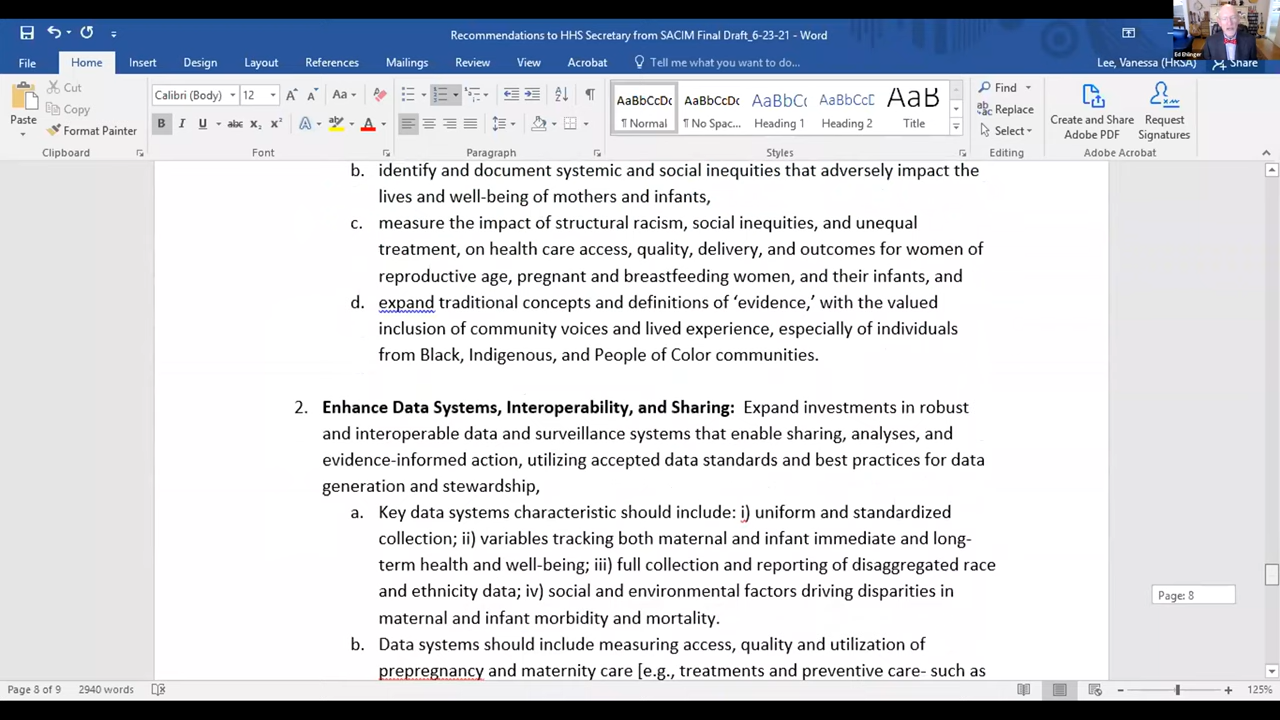 Recommendations to HHS Secretary from SACIM Final Draft_6-23-21 - Word
Ed Ehlinger
File Home Insert Design Layout References Mailings Review View Acrobat Tell me what you want to do... Lee, Vanessa (HRSA) Share
Cut
Copy
Format Painter
Paste
Calibri (Body) 12
AaBbCcDc AaBbCcDc AaBbCc AaBbCcD AaB
¶ Normal ¶ No Spac... Heading 1 Heading 2 Title
Find
Replace
Select
Create and Share Adobe PDF
Request Signatures
Clipboard Font Paragraph Styles Editing Adobe Acrobat
b. identify and document systemic and social inequities that adversely impact the
lives and well-being of mothers and infants,
c. measure the impact of structural racism, social inequities, and unequal
treatment, on health care access, quality, delivery, and outcomes for women of
reproductive age, pregnant and breastfeeding women, and their infants, and
d. expand traditional concepts and definitions of ‘evidence,’ with the valued
inclusion of community voices and lived experience, especially of individuals
from Black, Indigenous, and People of Color communities.
2. Enhance Data Systems, Interoperability, and Sharing: Expand investments in robust
and interoperable data and surveillance systems that enable sharing, analyses, and
evidence-informed action, utilizing accepted data standards and best practices for data
generation and stewardship,
a. Key data systems characteristic should include: i) uniform and standardized
collection; ii) variables tracking both maternal and infant immediate and long-
term health and well-being; iii) full collection and reporting of disaggregated race
and ethnicity data; iv) social and environmental factors driving disparities in
maternal and infant morbidity and mortality.
Page: 8
b. Data systems should include measuring access, quality and utilization of
prepregnancy and maternity care [e.g., treatments and preventive care- such as
Page 8 of 9 2940 words 125%